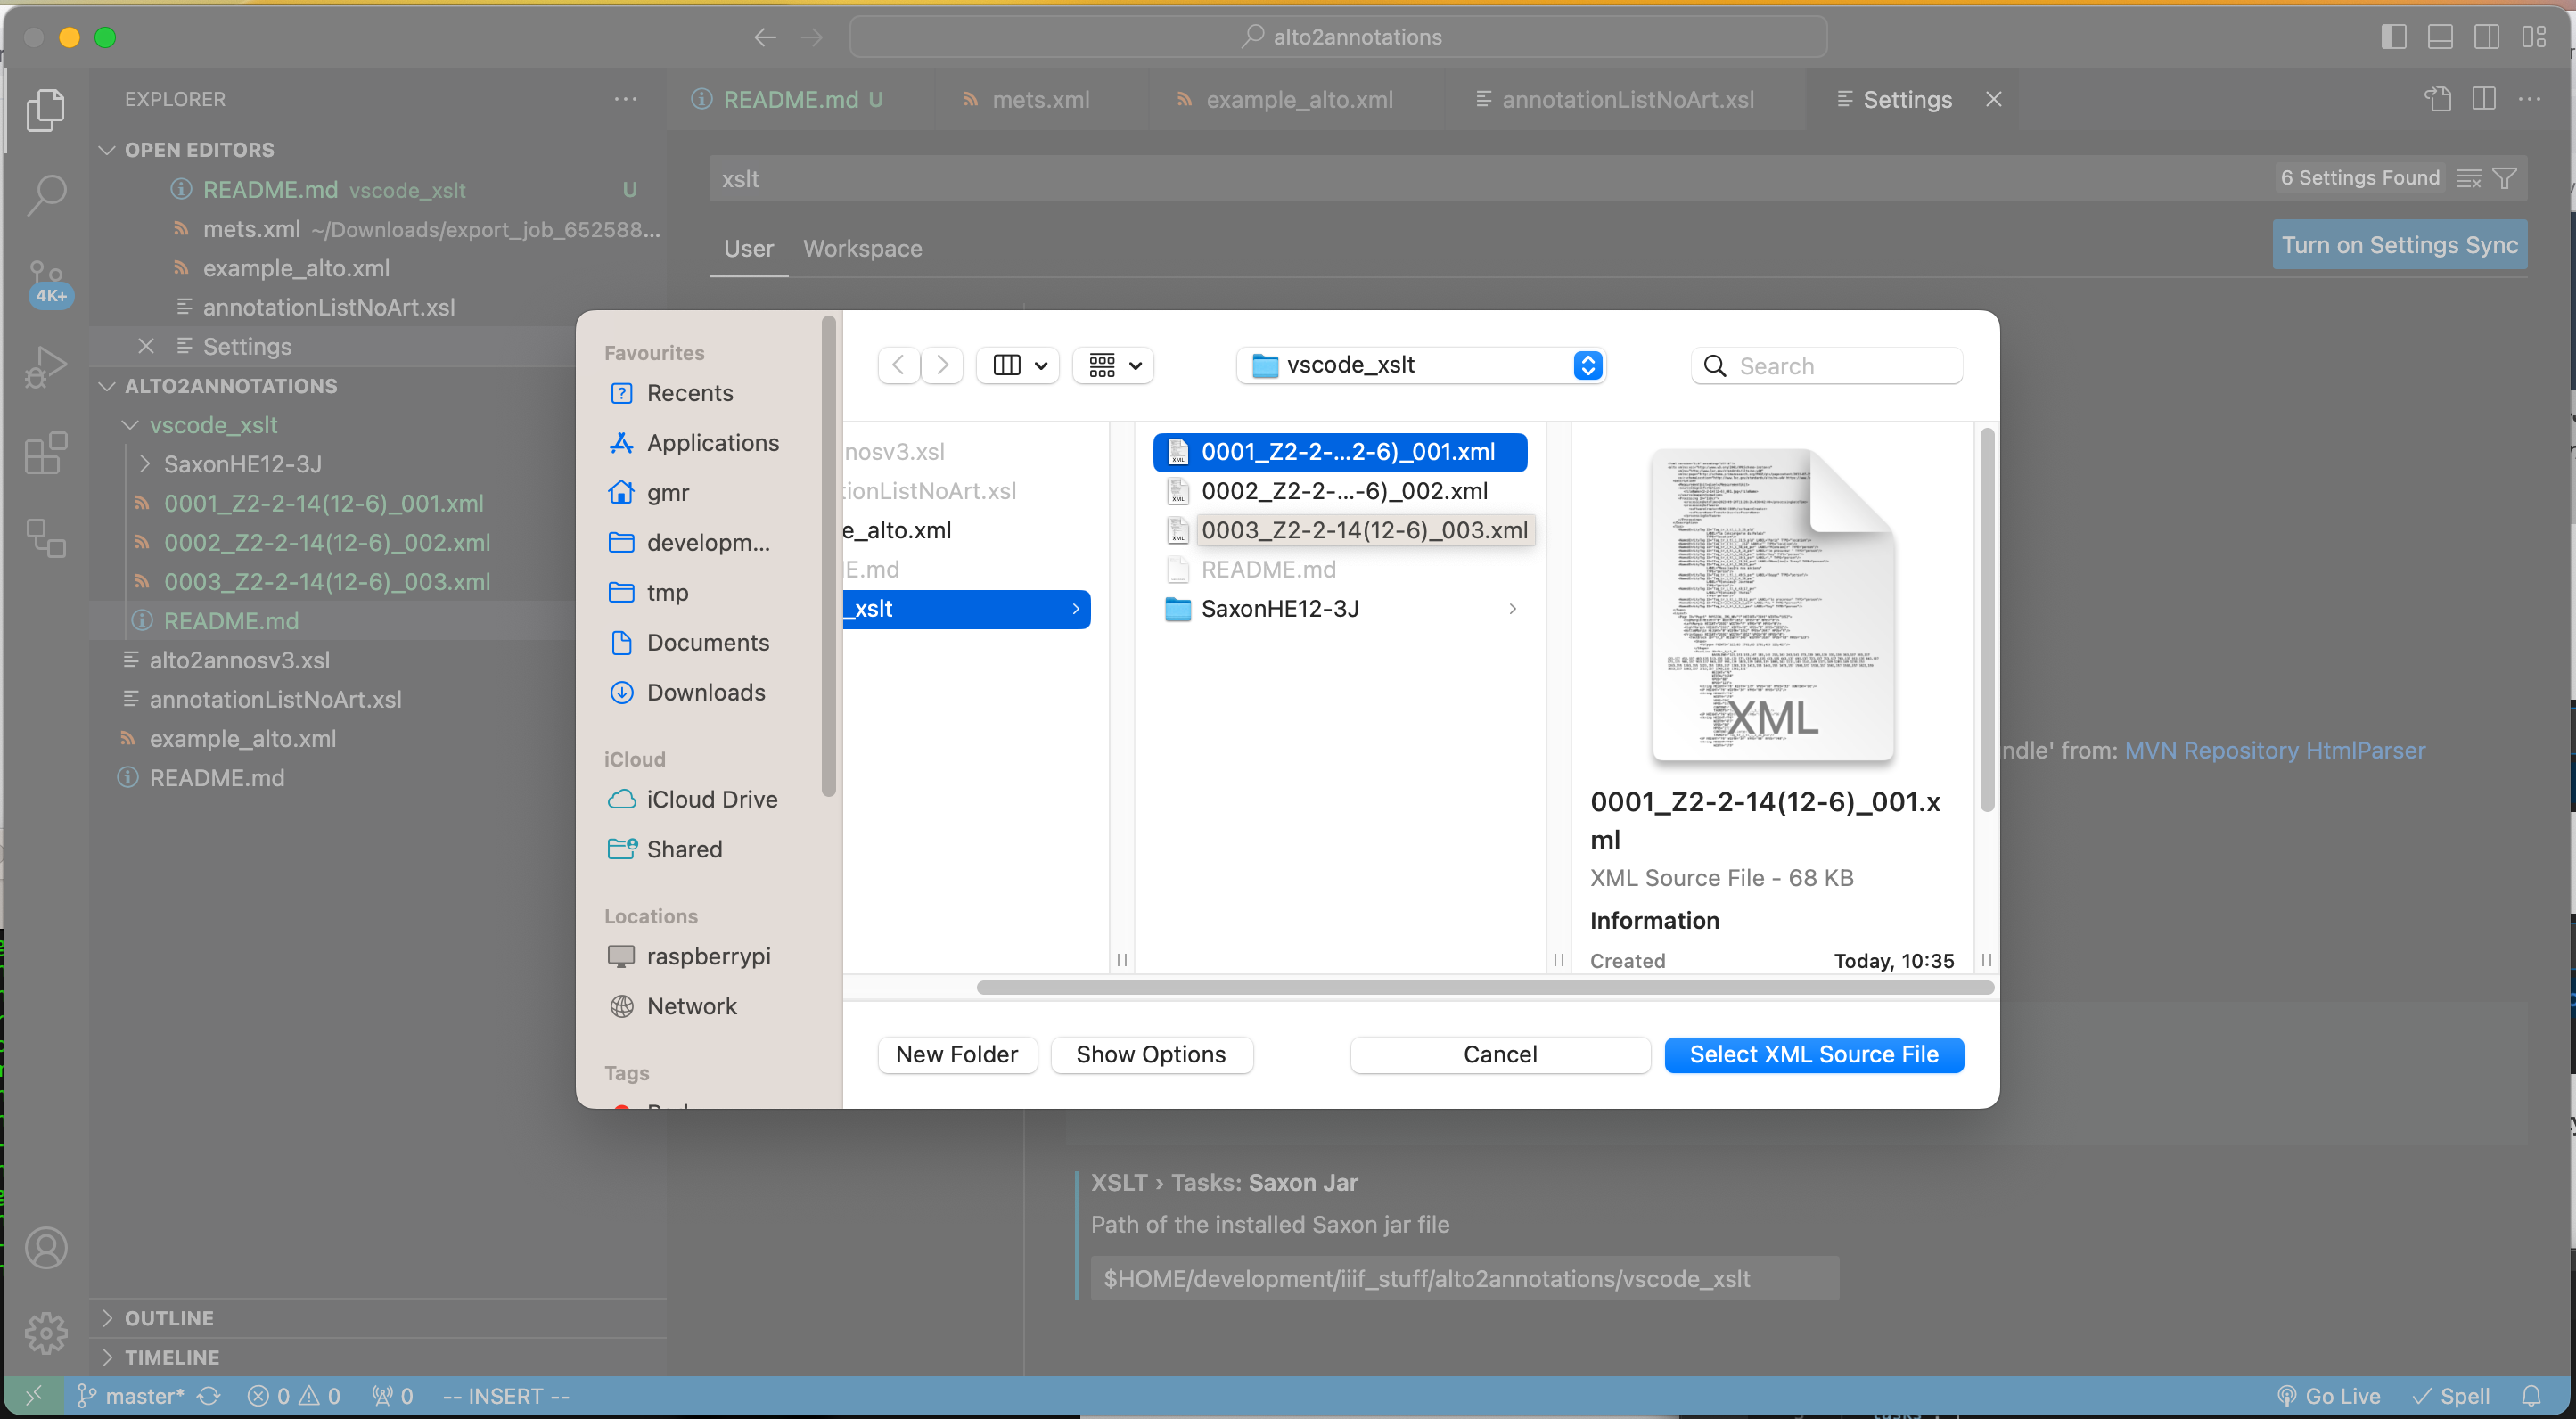 alto2annotations
EXPLORER
README.md U
mets.xml
example_alto.xml
annotationListNoArt.xsl
Settings
OPEN EDITORS
README.md vscode_xslt U
mets.xml ~/Downloads/export_job_652588...
example_alto.xml
annotationListNoArt.xsl
Settings
xslt
6 Settings Found
User Workspace
Turn on Settings Sync
4K+
ALTO2ANNOTATIONS
vscode_xslt
SaxonHE12-3J
0001_Z2-2-14(12-6)_001.xml
0002_Z2-2-14(12-6)_002.xml
0003_Z2-2-14(12-6)_003.xml
README.md
alto2annosv3.xsl
annotationListNoArt.xsl
example_alto.xml
README.md
Favourites
Recents
Applications
gmr
developm...
tmp
Documents
Downloads
iCloud
iCloud Drive
Shared
Locations
raspberrypi
Network
Tags
vscode_xslt
Search
nosv3.xsl
tionListNoArt.xsl
e_alto.xml
E.md
_xslt
0001_Z2-2-...2-6)_001.xml
0002_Z2-2-...-6)_002.xml
0003_Z2-2-14(12-6)_003.xml
README.md
SaxonHE12-3J
XML
0001_Z2-2-14(12-6)_001.x
ml
XML Source File - 68 KB
Information
Created Today, 10:35
New Folder
Show Options
Cancel
Select XML Source File
ndle' from: MVN Repository HtmlParser
XSLT › Tasks: Saxon Jar
Path of the installed Saxon jar file
$HOME/development/iiif_stuff/alto2annotations/vscode_xslt
OUTLINE
TIMELINE
master* 0 0 0 -- INSERT --
Go Live Spell